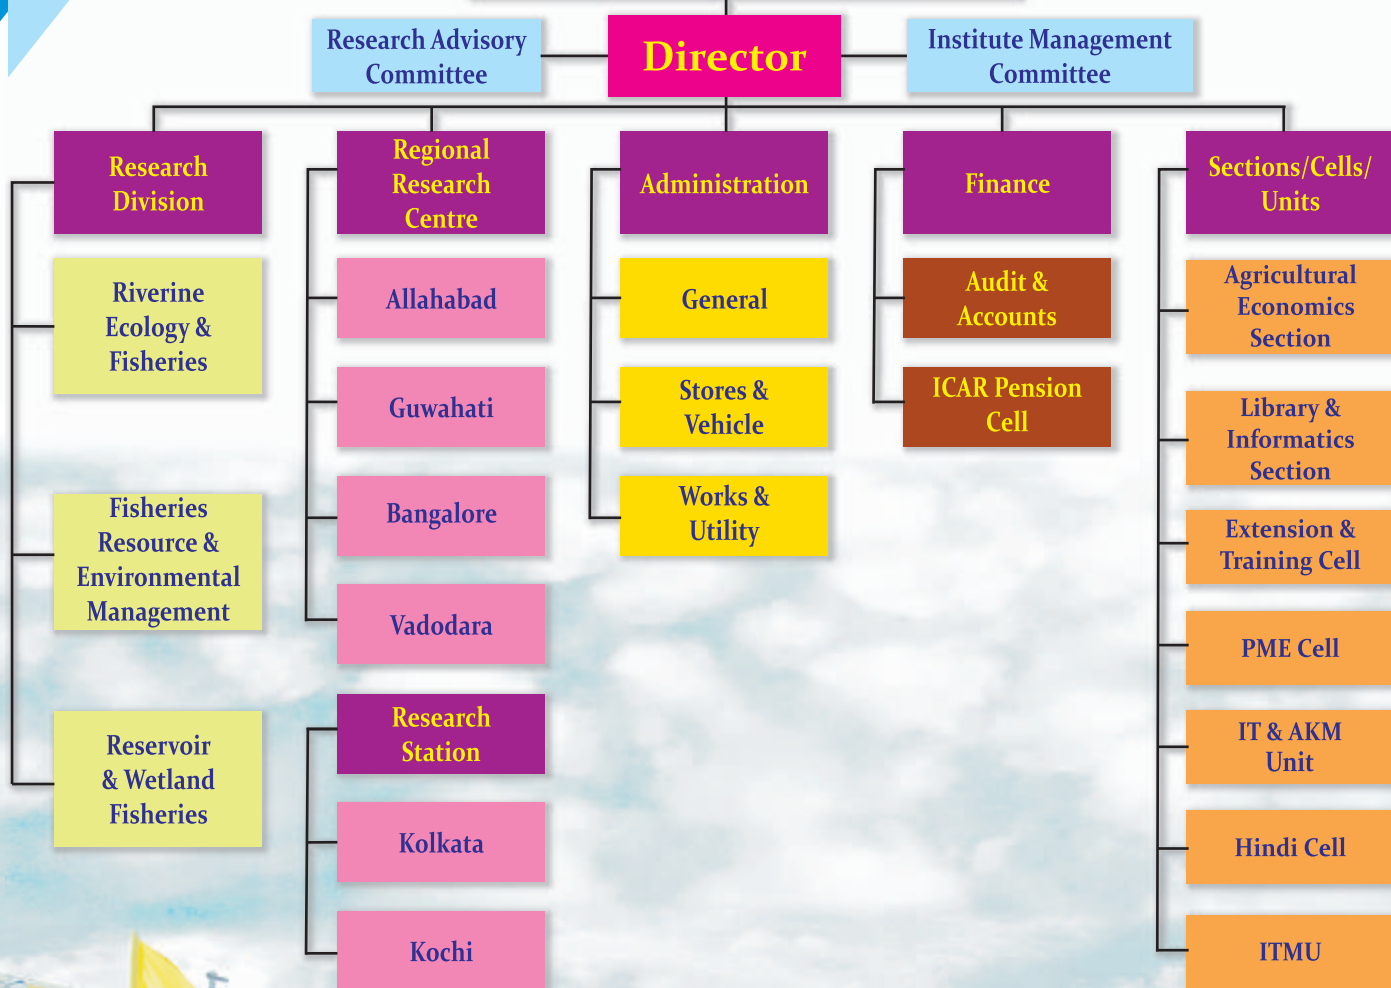 Research Advisory
Committee
Director
Institute Management
Committee
Research
Division
Riverine
Ecology &
Fisheries
Fisheries
Resource &
Environmental
Management
Reservoir
& Wetland
Fisheries
Regional
Research
Centre
Allahabad
Guwahati
Bangalore
Vadodara
Research
Station
Kolkata
Kochi
Administration
General
Stores &
Vehicle
Works &
Utility
Finance
Audit &
Accounts
ICAR Pension
Cell
Sections/Cells/
Units
Agricultural
Economics
Section
Library &
Informatics
Section
Extension &
Training Cell
PME Cell
IT & AKM
Unit
Hindi Cell
ITMU